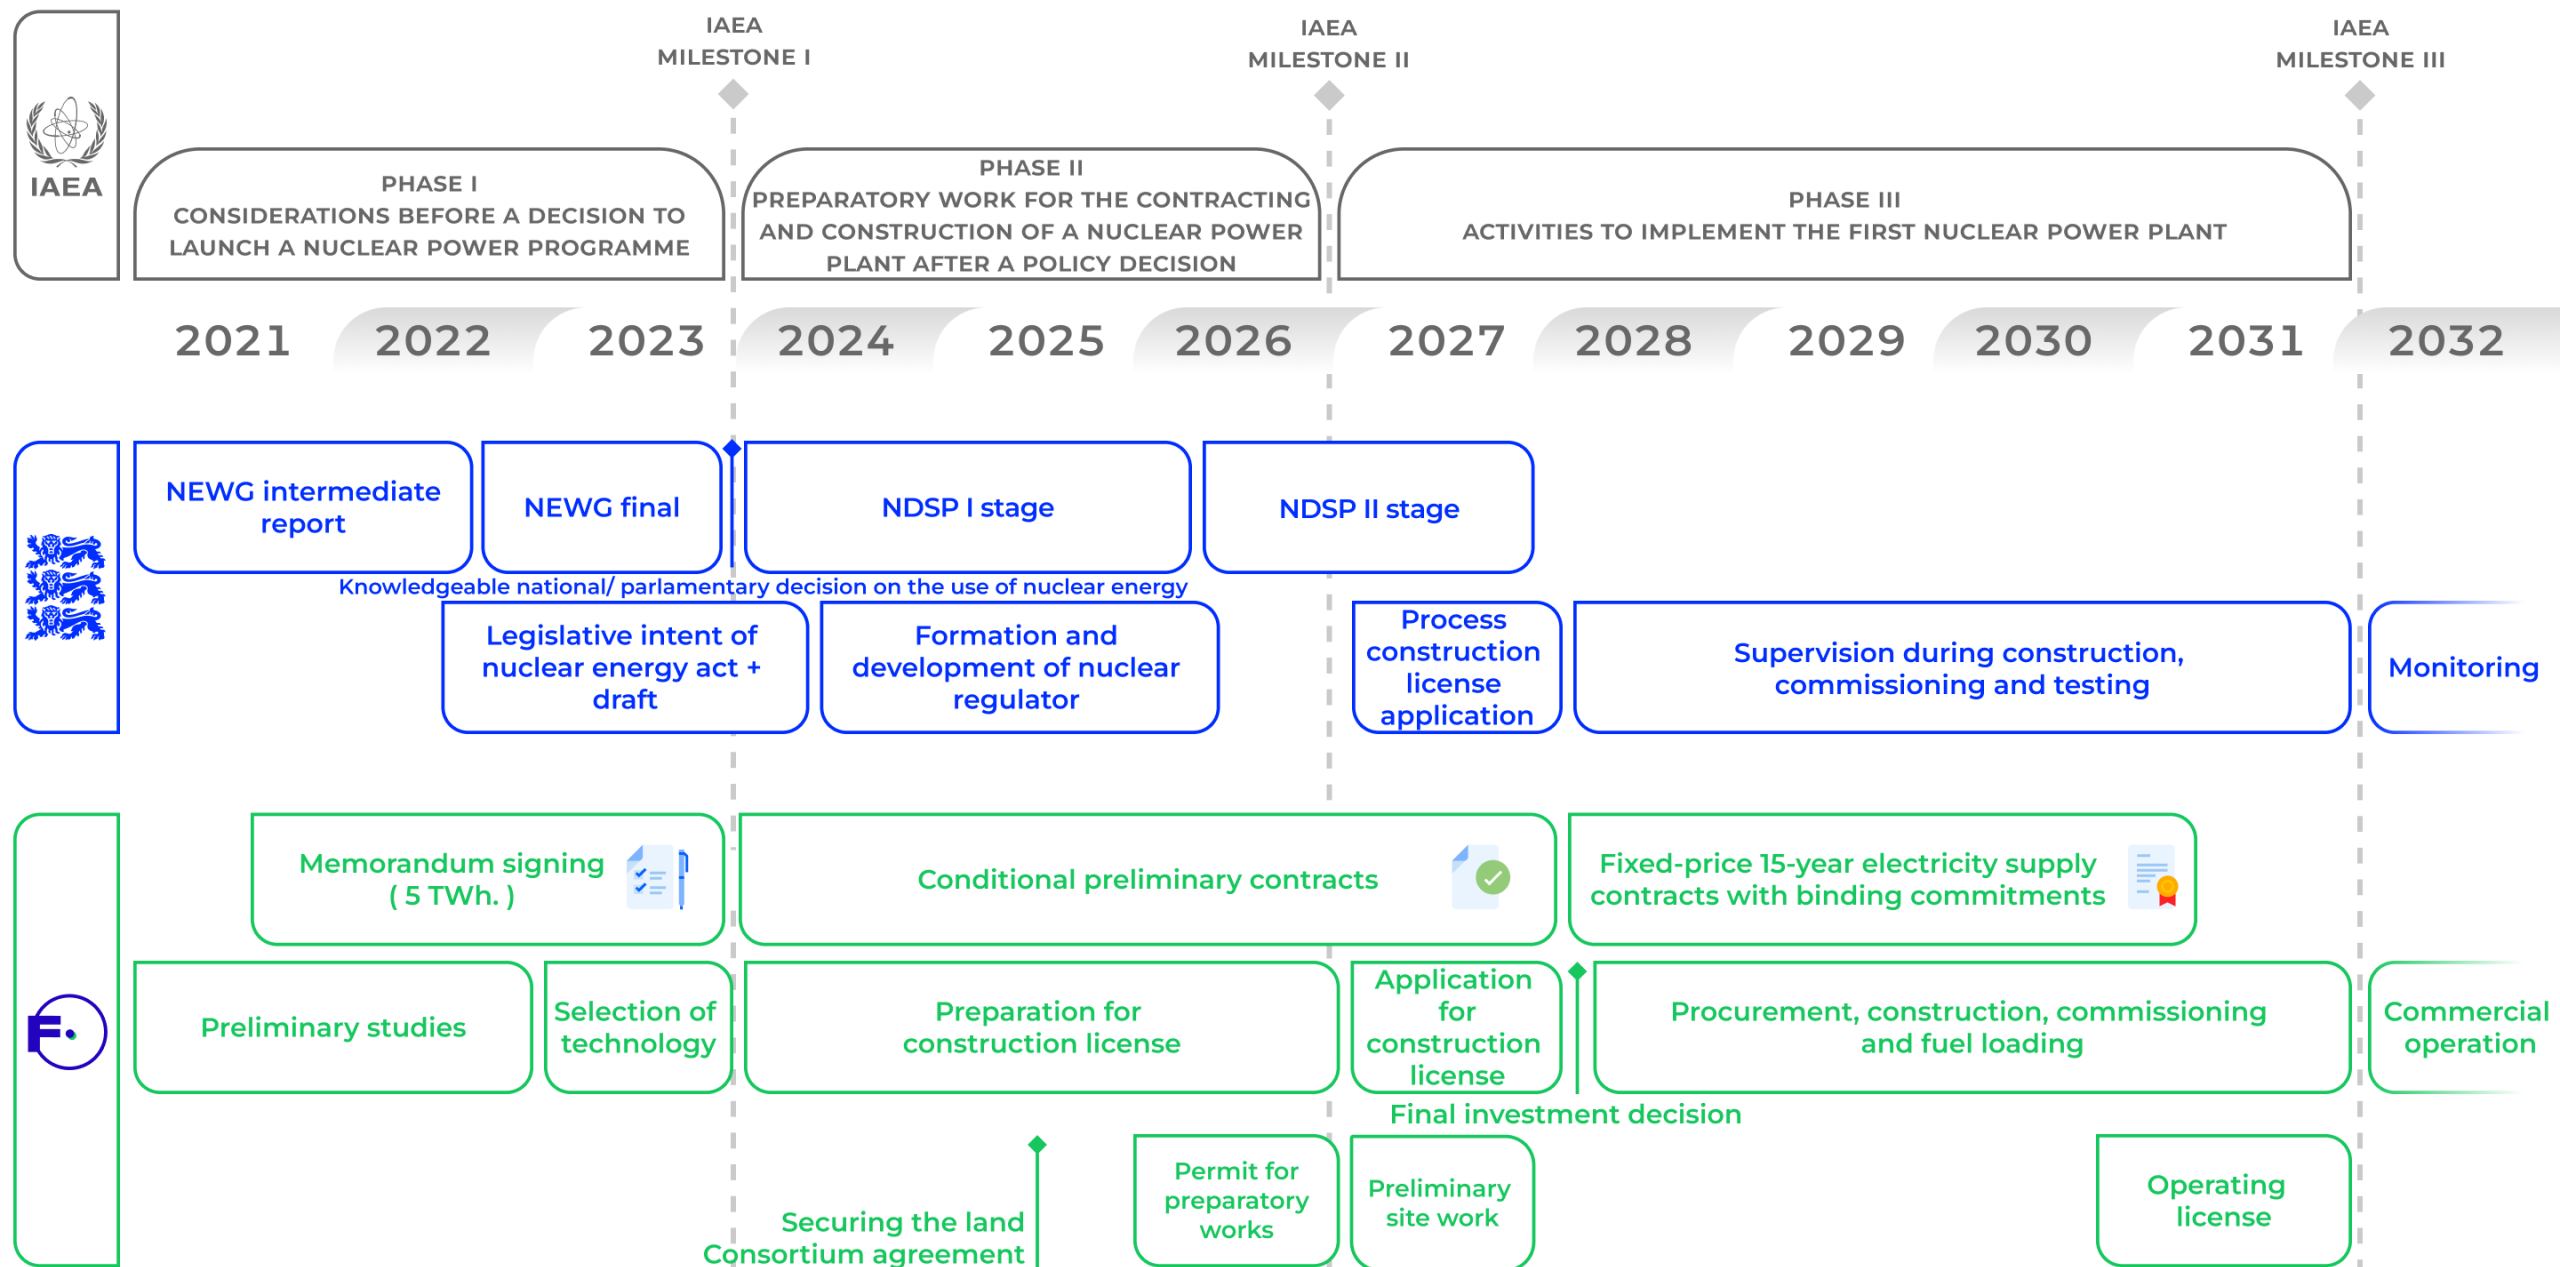 IAEA
MILESTONE I
IAEA
MILESTONE II
IAEA
MILESTONE III
IAEA
PHASE I
CONSIDERATIONS BEFORE A DECISION TO
LAUNCH A NUCLEAR POWER PROGRAMME
PHASE II
PREPARATORY WORK FOR THE CONTRACTING
AND CONSTRUCTION OF A NUCLEAR POWER
PLANT AFTER A POLICY DECISION
PHASE III
ACTIVITIES TO IMPLEMENT THE FIRST NUCLEAR POWER PLANT
2021 2022 2023 2024 2025 2026 2027 2028 2029 2030 2031 2032
NEWG intermediate
report
NEWG final
NDSP I stage
NDSP II stage
Knowledgeable national/ parlamentary decision on the use of nuclear energy
Legislative intent of
nuclear energy act +
draft
Formation and
development of nuclear
regulator
Process
construction
license
application
Supervision during construction,
commissioning and testing
Monitoring
Memorandum signing
( 5 TWh. )
Conditional preliminary contracts
Fixed-price 15-year electricity supply
contracts with binding commitments
F.
Preliminary studies
Selection of
technology
Preparation for
construction license
Application
for
construction
license
Procurement, construction, commissioning
and fuel loading
Commercial
operation
Final investment decision
Securing the land
Consortium agreement
Permit for
preparatory
works
Preliminary
site work
Operating
license